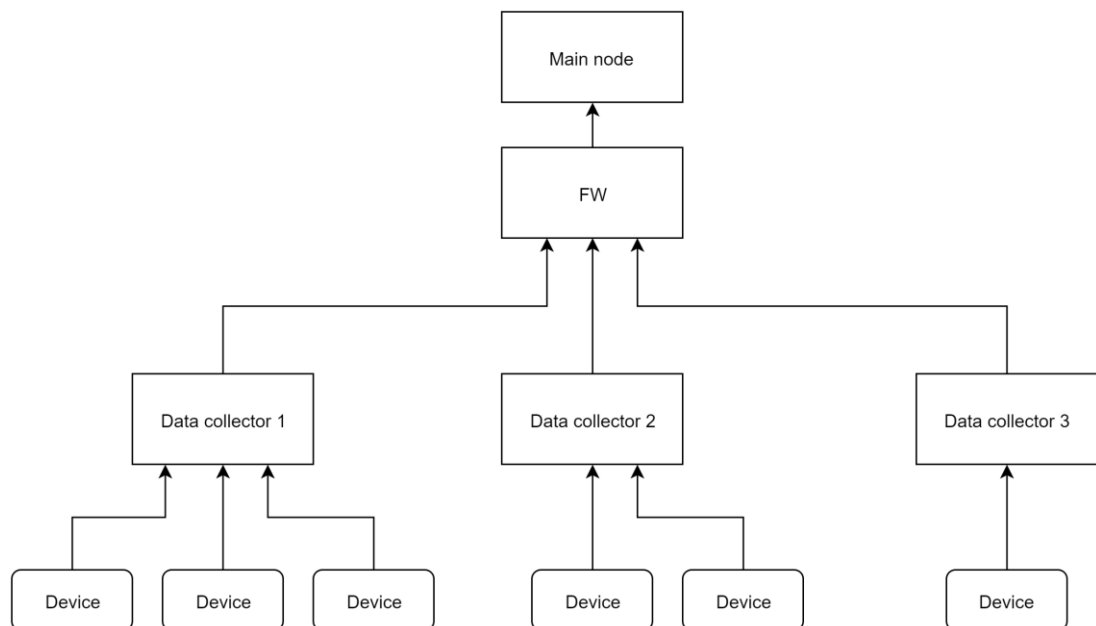 Main node
FW
Data collector 1
Data collector 2
Data collector 3
Device
Device
Device
Device
Device
Device